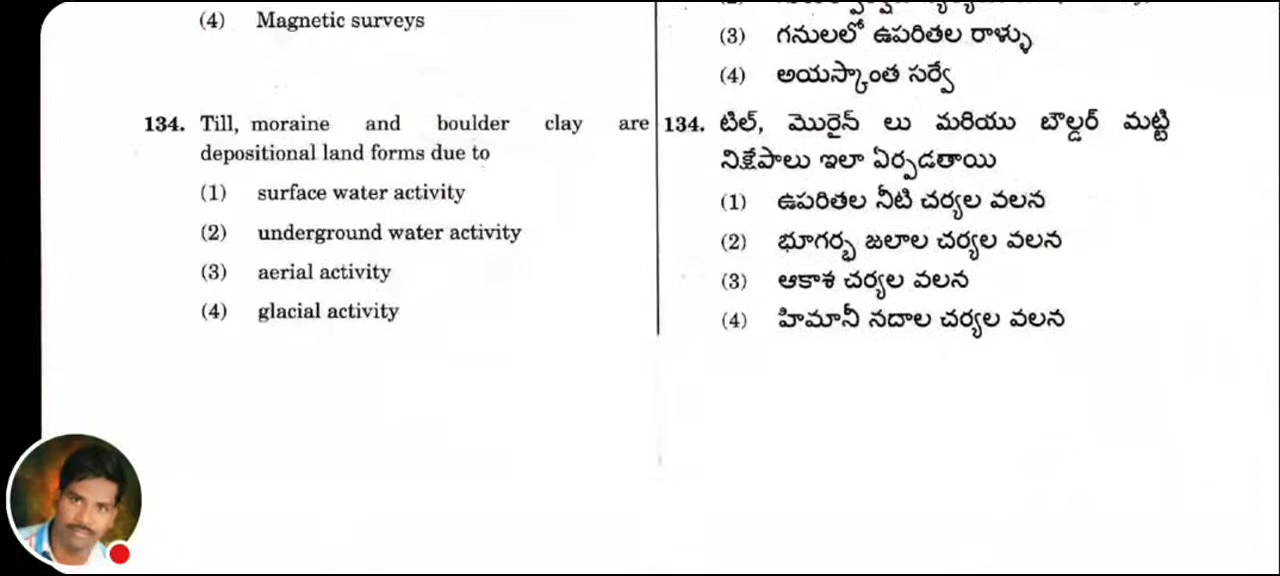 (4) Magnetic surveys
134. Till, moraine and boulder clay are
depositional land forms due to
(1) surface water activity
(2) underground water activity
(3) aerial activity
(4) glacial activity
(3) గనులలో ఉపరితల రాళ్ళు
(4) అయస్కాంత సర్వే
134. టిల్, మొరైన్ లు మరియు బౌల్డర్ మట్టి
నిక్షేపాలు ఇలా ఏర్పడతాయి
(1) ఉపరితల నీటి చర్యల వలన
(2) భూగర్భ జలాల చర్యల వలన
(3) ఆకాశ చర్యల వలన
(4) హిమానీ నదాల చర్యల వలన